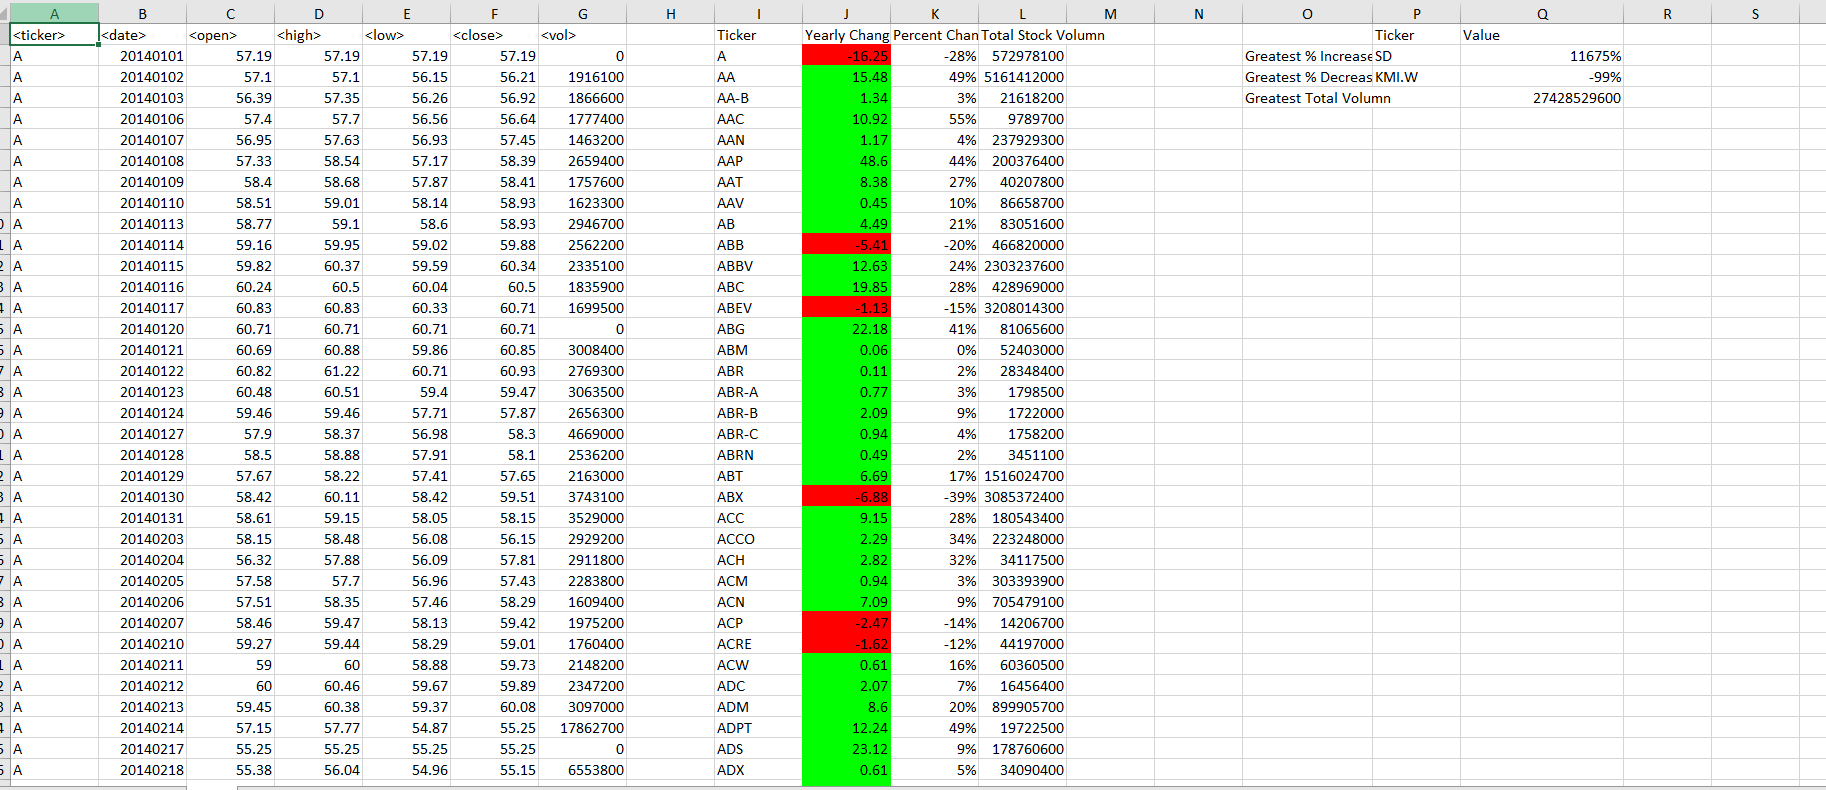 A B C D E F G H I J K L M N O P Q R S
<ticker> <date> <open> <high> <low> <close> <vol> Ticker Yearly Chang Percent Chan Total Stock Volumn Ticker Value
A 20140101 57.19 57.19 57.19 57.19 0 A -16.25 -28% 572978100 Greatest % Increase SD 11675%
A 20140102 57.1 57.1 56.15 56.21 1916100 AA 15.48 49% 5161412000 Greatest % Decreas KMI.W -99%
A 20140103 56.39 57.35 56.26 56.92 1866600 AA-B 1.34 3% 21618200 Greatest Total Volumn 27428529600
A 20140106 57.4 57.7 56.56 56.64 1777400 AAC 10.92 55% 9789700
A 20140107 56.95 57.63 56.93 57.45 1463200 AAN 1.17 4% 237929300
A 20140108 57.33 58.54 57.17 58.39 2659400 AAP 48.6 44% 200376400
A 20140109 58.4 58.68 57.87 58.41 1757600 AAT 8.38 27% 40207800
A 20140110 58.51 59.01 58.14 58.93 1623300 AAV 0.45 10% 86658700
A 20140113 58.77 59.1 58.6 58.93 2946700 AB 4.49 21% 83051600
A 20140114 59.16 59.95 59.02 59.88 2562200 ABB -5.41 -20% 466820000
A 20140115 59.82 60.37 59.59 60.34 2335100 ABBV 12.63 24% 2303237600
A 20140116 60.24 60.5 60.04 60.5 1835900 ABC 19.85 28% 428969000
A 20140117 60.83 60.83 60.33 60.71 1699500 ABEV -1.13 -15% 3208014300
A 20140120 60.71 60.71 60.71 60.71 0 ABG 22.18 41% 81065600
A 20140121 60.69 60.88 59.86 60.85 3008400 ABM 0.06 0% 52403000
A 20140122 60.82 61.22 60.71 60.93 2769300 ABR 0.11 2% 28348400
A 20140123 60.48 60.51 59.4 59.47 3063500 ABR-A 0.77 3% 1798500
A 20140124 59.46 59.46 57.71 57.87 2656300 ABR-B 2.09 9% 1722000
A 20140127 57.9 58.37 56.98 58.3 4669000 ABR-C 0.94 4% 1758200
A 20140128 58.5 58.88 57.91 58.1 2536200 ABRN 0.49 2% 3451100
A 20140129 57.67 58.22 57.41 57.65 2163000 ABT 6.69 17% 1516024700
A 20140130 58.42 60.11 58.42 59.51 3743100 ABX -6.88 -39% 3085372400
A 20140131 58.61 59.15 58.05 58.15 3529000 ACC 9.15 28% 180543400
A 20140203 58.15 58.48 56.08 56.15 2929200 ACCO 2.29 34% 223248000
A 20140204 56.32 57.88 56.09 57.81 2911800 ACH 2.82 32% 34117500
A 20140205 57.58 57.7 56.96 57.43 2283800 ACM 0.94 3% 303393900
A 20140206 57.51 58.35 57.46 58.29 1609400 ACN 7.09 9% 705479100
A 20140207 58.46 59.47 58.13 59.42 1975200 ACP -2.47 -14% 14206700
A 20140210 59.27 59.44 58.29 59.01 1760400 ACRE -1.62 -12% 44197000
A 20140211 59 60 58.88 59.73 2148200 ACW 0.61 16% 60360500
A 20140212 60 60.46 59.67 59.89 2347200 ADC 2.07 7% 16456400
A 20140213 59.45 60.38 59.37 60.08 3097000 ADM 8.6 20% 899905700
A 20140214 57.15 57.77 54.87 55.25 17862700 ADPT 12.24 49% 19722500
A 20140217 55.25 55.25 55.25 55.25 0 ADS 23.12 9% 178760600
A 20140218 55.38 56.04 54.96 55.15 6553800 ADX 0.61 5% 34090400